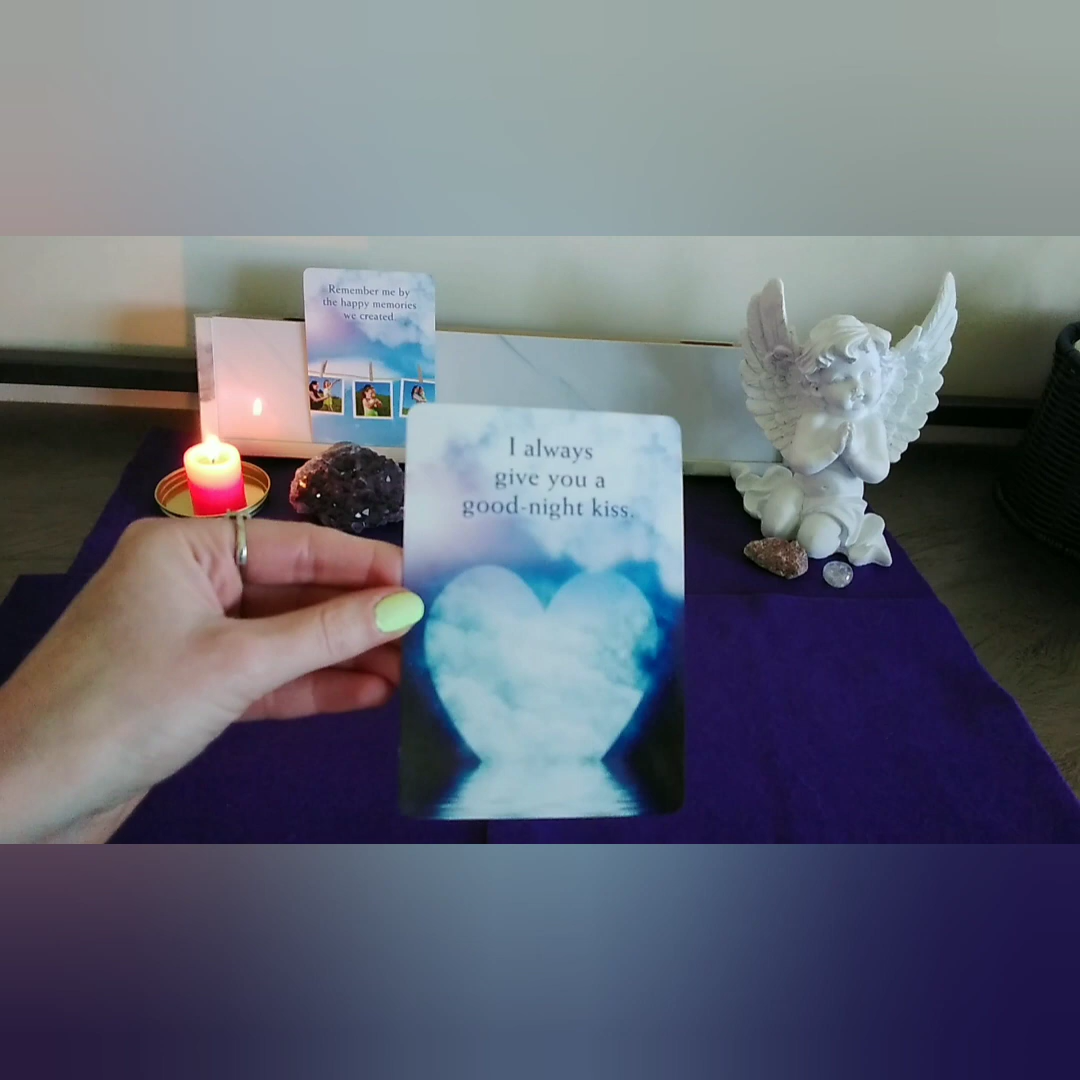 Remember me by
the happy memories
we created.
I always
give you a
good-night kiss.